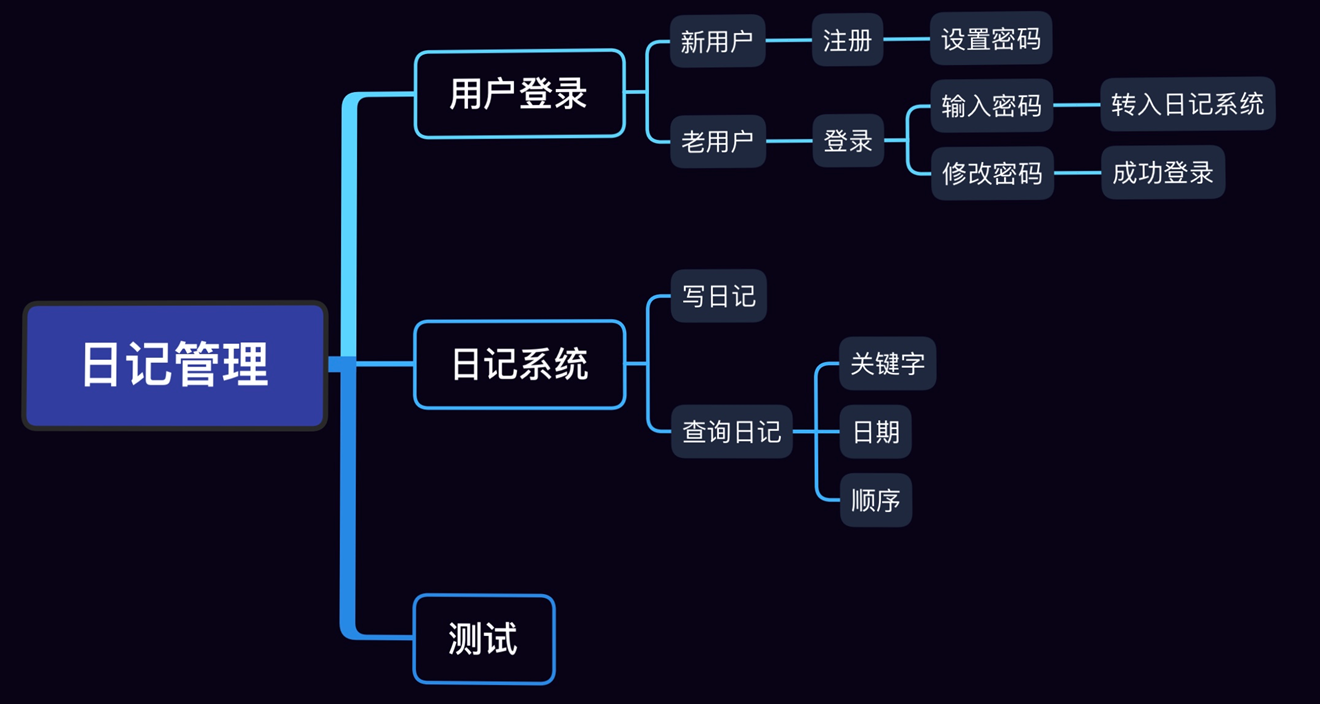 日记管理
用户登录
新用户
注册
设置密码
老用户
登录
输入密码
转入日记系统
修改密码
成功登录
日记系统
写日记
查询日记
关键字
日期
顺序
测试